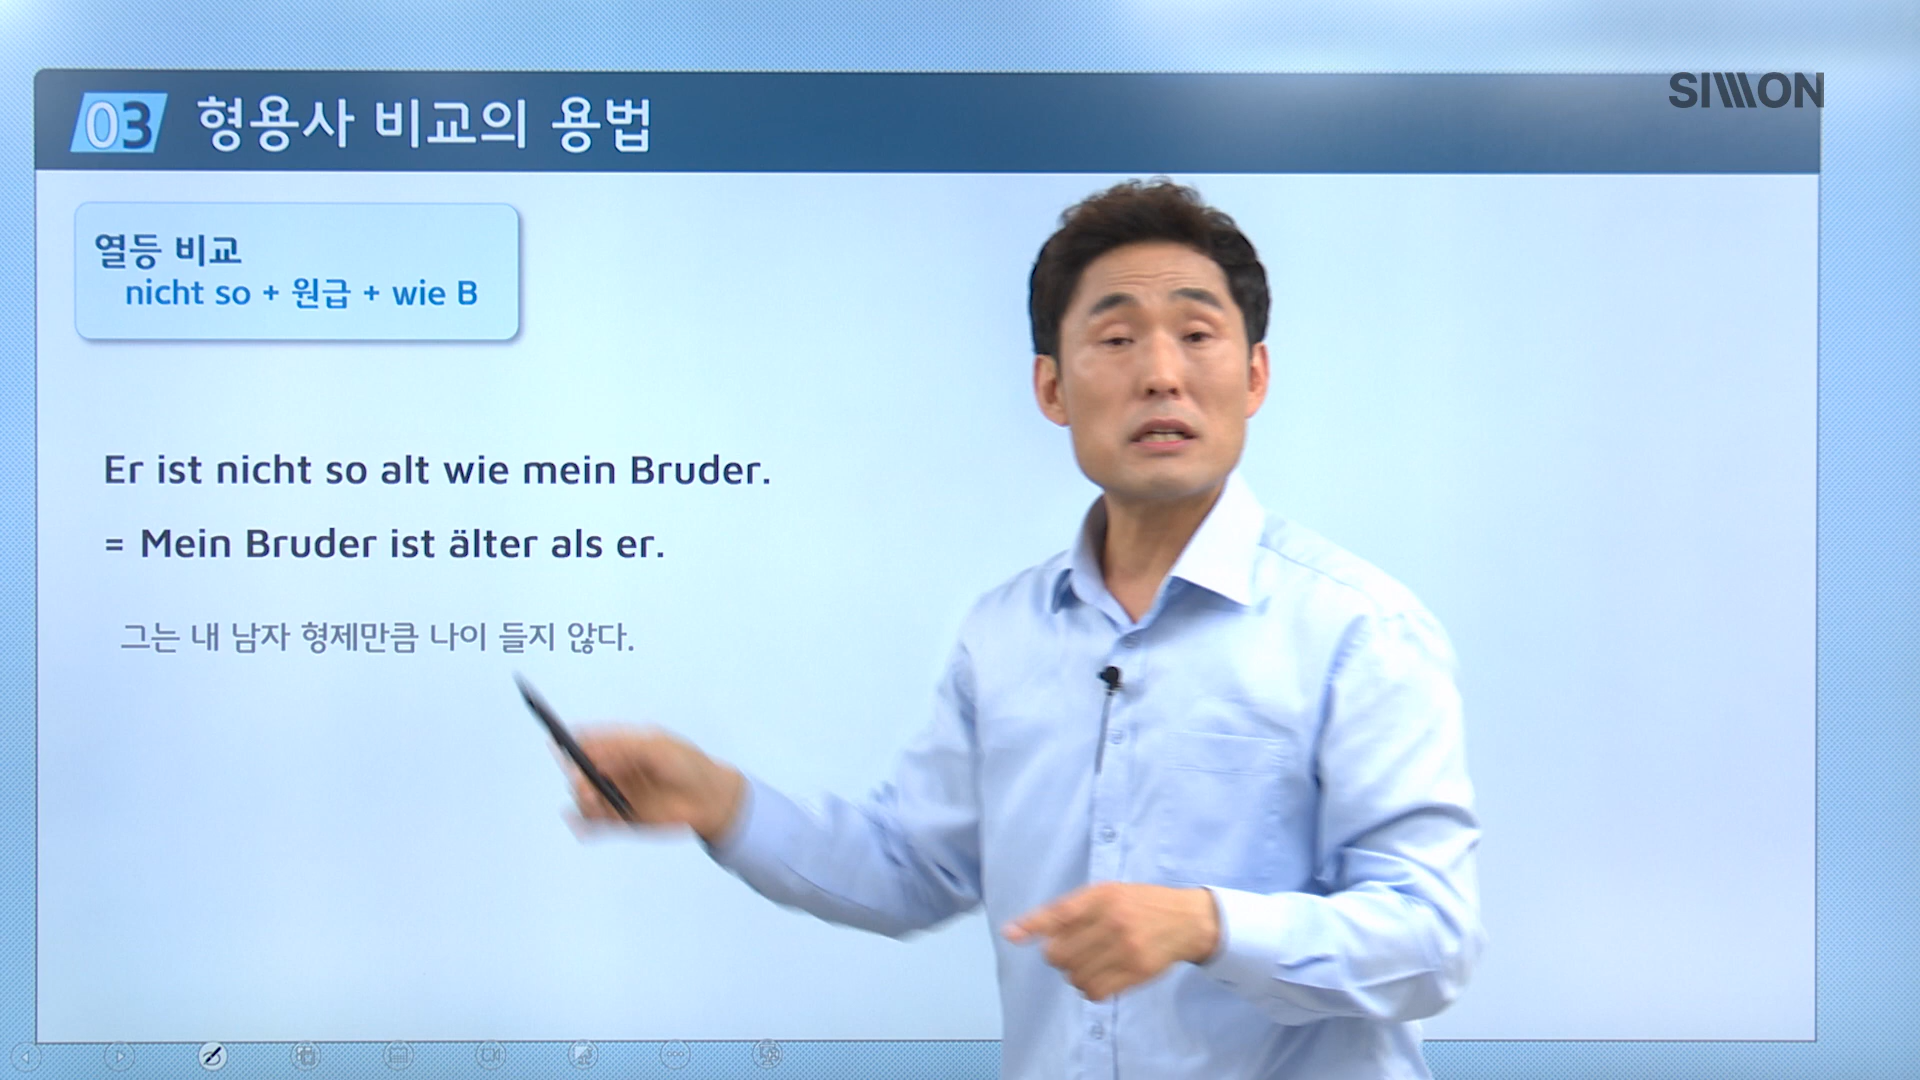 SIMON
03 형용사 비교의 용법
열등 비교
nicht so + 원급 + wie B
Er ist nicht so alt wie mein Bruder.
= Mein Bruder ist älter als er.
그는 내 남자 형제만큼 나이 들지 않다.